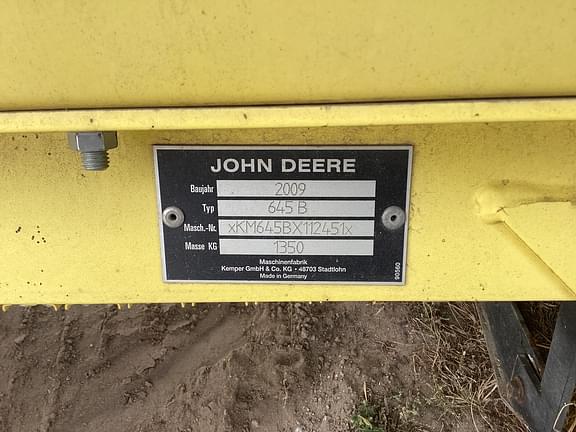 JOHN DEERE
Baujahr 2009
Typ 645 B
Masch.-Nr. xKM645BX112451x
Masse KG 1350
Maschinenfabrik
Kemper GmbH & Co. KG • 48703 Stadtlohn
Made in Germany
90560